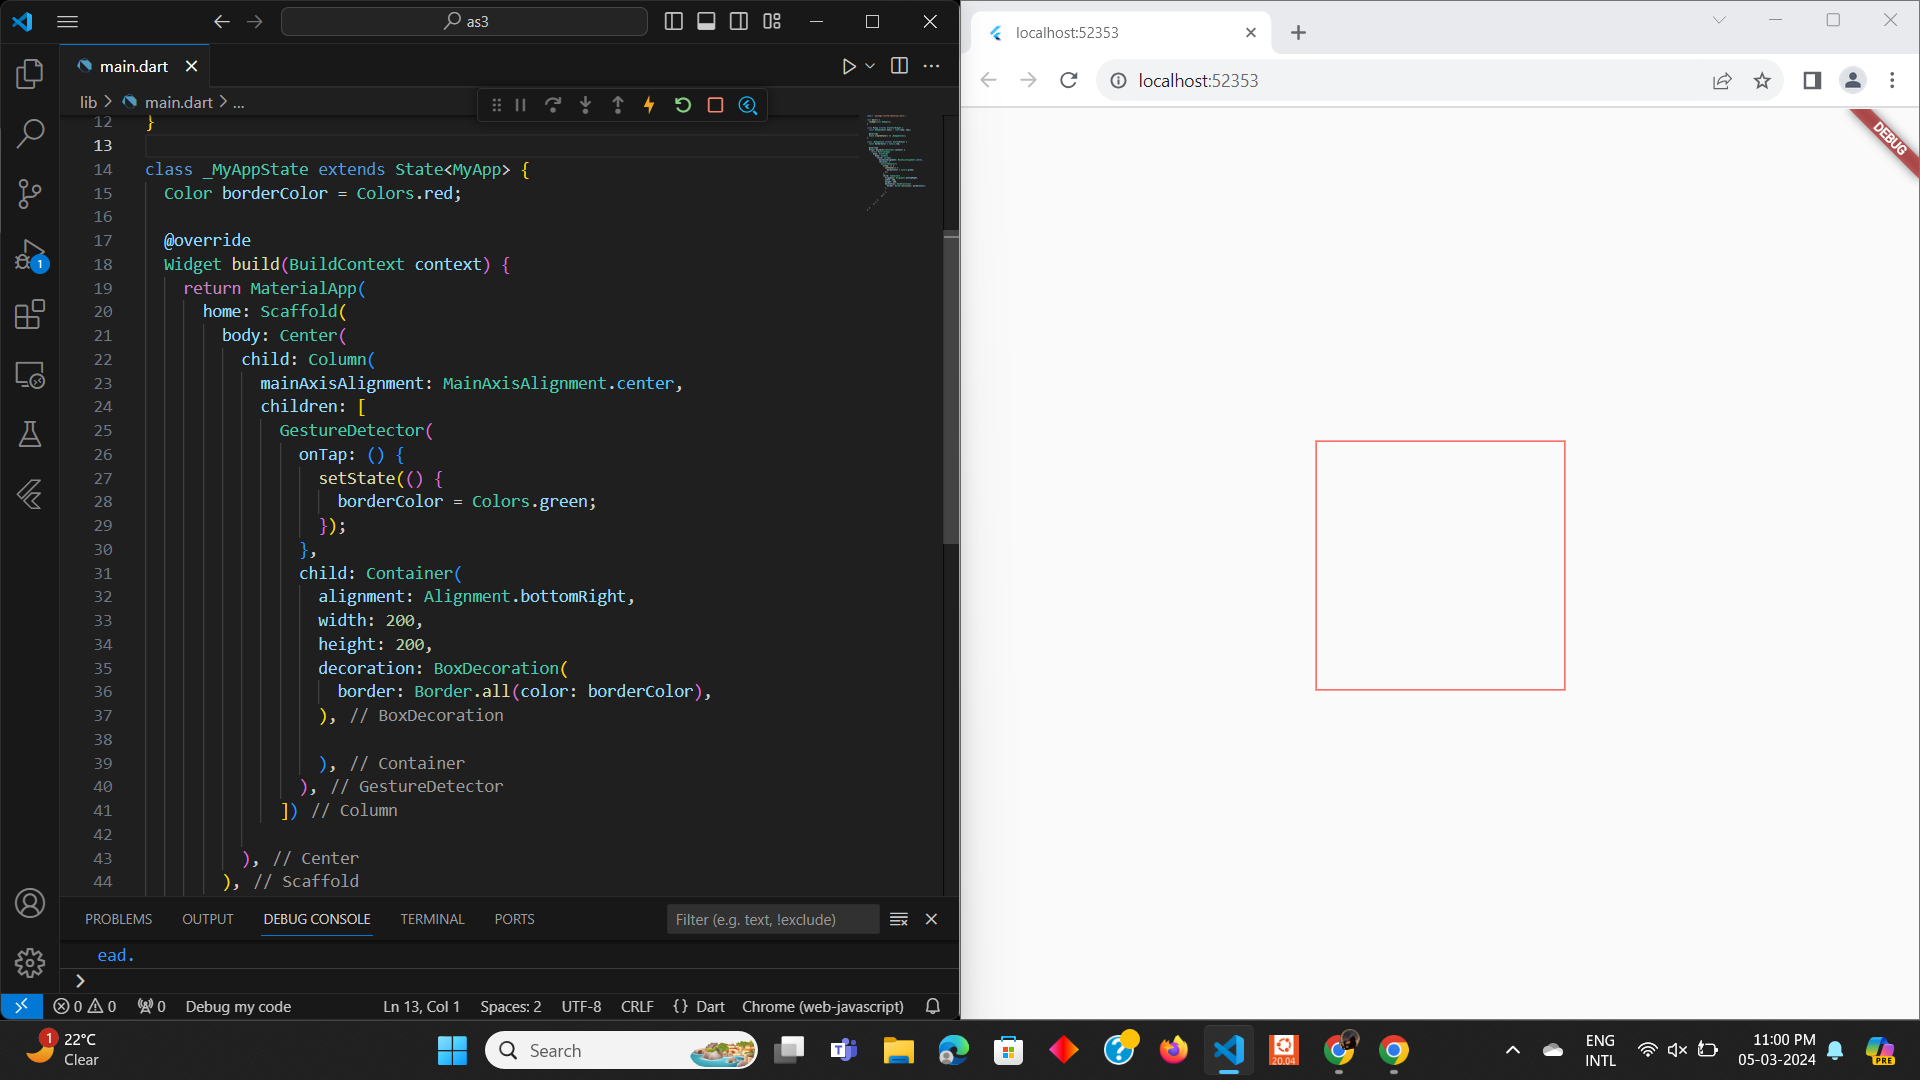 as3
main.dart
lib > main.dart > ...
12 }
13
14 class _MyAppState extends State<MyApp> {
15 Color borderColor = Colors.red;
16
17 @override
18 Widget build(BuildContext context) {
19 return MaterialApp(
20 home: Scaffold(
21 body: Center(
22 child: Column(
23 mainAxisAlignment: MainAxisAlignment.center,
24 children: [
25 GestureDetector(
26 onTap: () {
27 setState(() {
28 borderColor = Colors.green;
29 });
30 },
31 child: Container(
32 alignment: Alignment.bottomRight,
33 width: 200,
34 height: 200,
35 decoration: BoxDecoration(
36 border: Border.all(color: borderColor),
37 ), // BoxDecoration
38
39 ), // Container
40 ), // GestureDetector
41 ]) // Column
42
43 ), // Center
44 ), // Scaffold
1
PROBLEMS OUTPUT DEBUG CONSOLE TERMINAL PORTS Filter (e.g. text, !exclude)
ead.
0 0 0 Debug my code Ln 13, Col 1 Spaces: 2 UTF-8 CRLF {} Dart Chrome (web-javascript)
localhost:52353
localhost:52353
DEBUG
1 22°C
Clear
Search
20.04
ENG
INTL
11:00 PM
05-03-2024
PRE